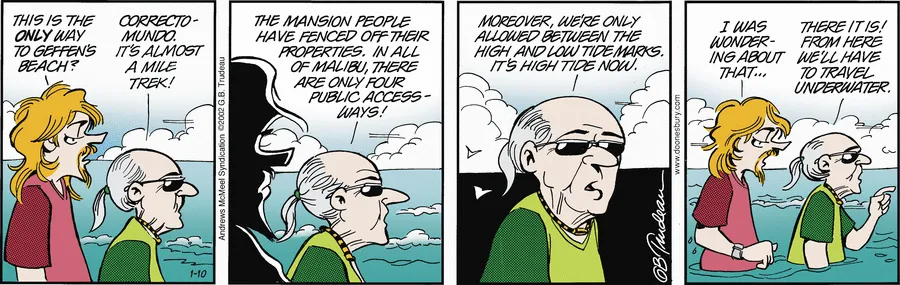 THIS IS THE
ONLY WAY
TO GEFFEN'S
BEACH?
CORRECTO-
MUNDO.
IT'S ALMOST
A MILE
TREK!
1-10
Andrews McMeel Syndication ©2002 G.B. Trudeau
THE MANSION PEOPLE
HAVE FENCED OFF THEIR
PROPERTIES. IN ALL
OF MALIBU, THERE
ARE ONLY FOUR
PUBLIC ACCESS-
WAYS!
MOREOVER, WE'RE ONLY
ALLOWED BETWEEN THE
HIGH AND LOW TIDE MARKS.
IT'S HIGH TIDE NOW.
GB Trudeau
www.doonesbury.com
I WAS
WONDER-
ING ABOUT
THAT...
THERE IT IS!
FROM HERE
WE'LL HAVE
TO TRAVEL
UNDERWATER.